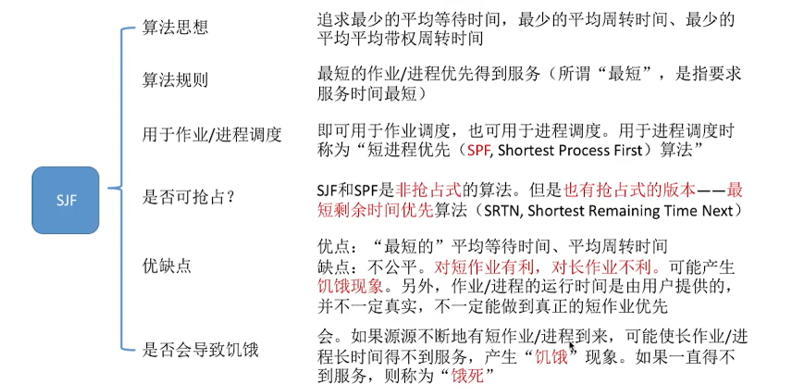 SJF
算法思想
追求最少的平均等待时间，最少的平均周转时间、最少的
平均平均带权周转时间
算法规则
最短的作业/进程优先得到服务（所谓“最短”，是指要求
服务时间最短）
用于作业/进程调度
即可用于作业调度，也可用于进程调度。用于进程调度时
称为“短进程优先（SPF, Shortest Process First）算法”
是否可抢占？
SJF和SPF是非抢占式的算法。但是也有抢占式的版本——最
短剩余时间优先算法（SRTN, Shortest Remaining Time Next）
优缺点
优点：“最短的”平均等待时间、平均周转时间
缺点：不公平。对短作业有利，对长作业不利。可能产生
饥饿现象。另外，作业/进程的运行时间是由用户提供的，
并不一定真实，不一定能做到真正的短作业优先
是否会导致饥饿
会。如果源源不断地有短作业/进程到来，可能使长作业/进
程长时间得不到服务，产生“饥饿”现象。如果一直得不
到服务，则称为“饿死”